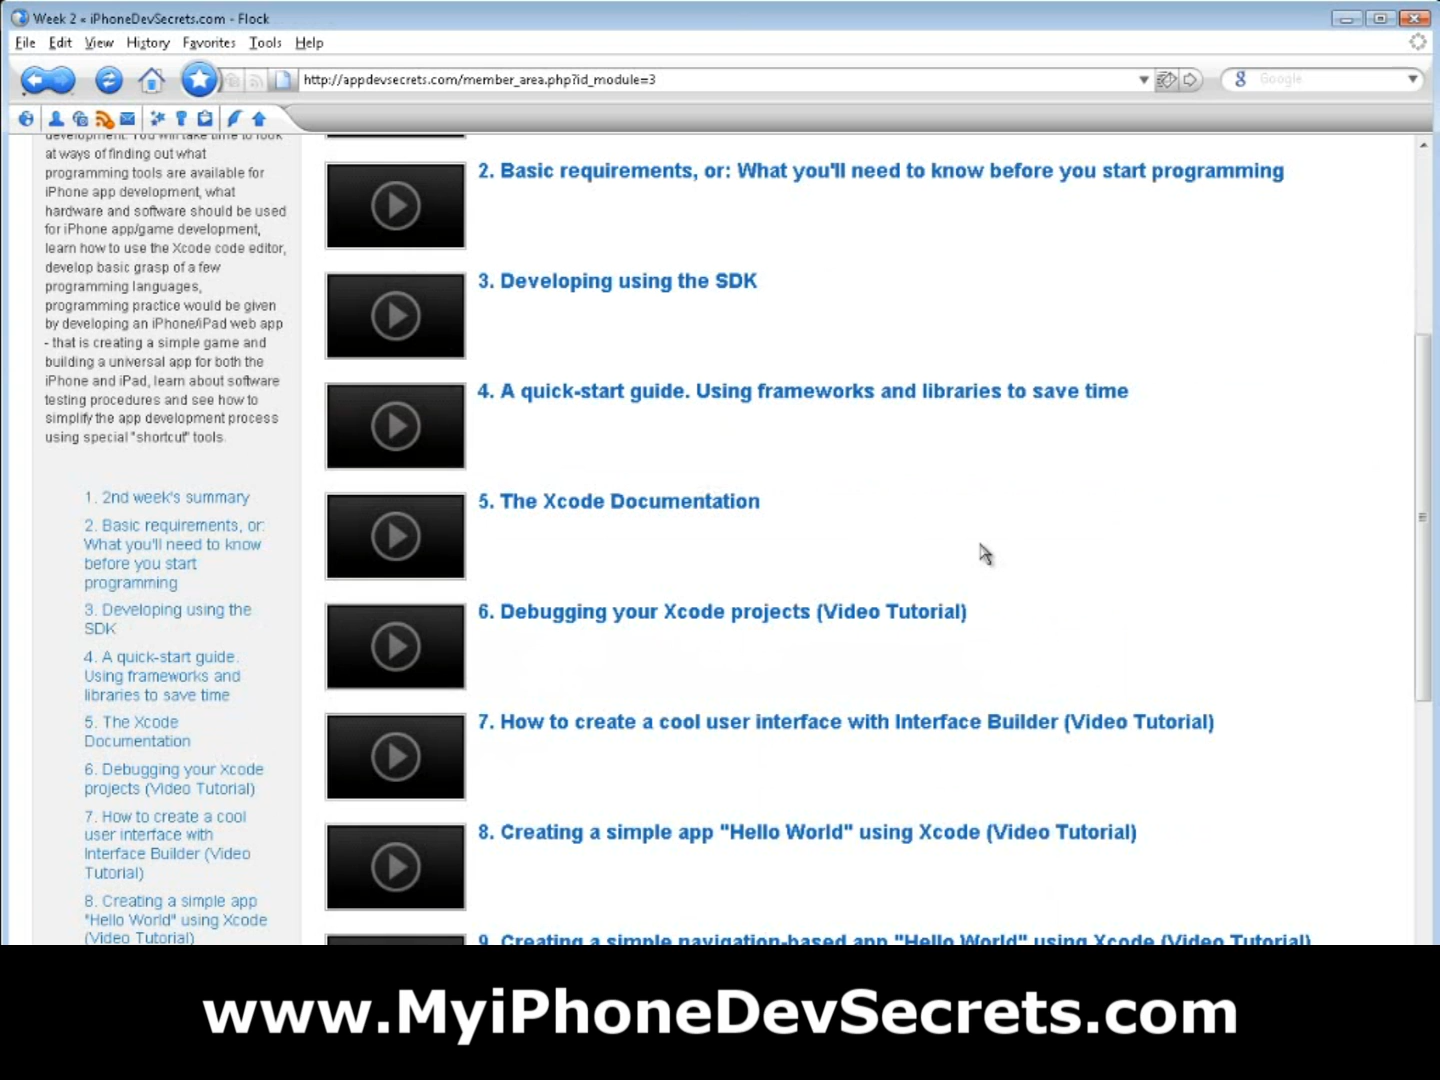 Week 2 « iPhoneDevSecrets.com - Flock
File Edit View History Favorites Tools Help
http://appdevsecrets.com/member_area.php?id_module=3
Google
development. You will take time to look
at ways of finding out what
programming tools are available for
iPhone app development, what
hardware and software should be used
for iPhone app/game development,
learn how to use the Xcode code editor,
develop basic grasp of a few
programming languages,
programming practice would be given
by developing an iPhone/iPad web app
- that is creating a simple game and
building a universal app for both the
iPhone and iPad, learn about software
testing procedures and see how to
simplify the app development process
using special "shortcut" tools.
1. 2nd week's summary
2. Basic requirements, or:
What you'll need to know
before you start
programming
3. Developing using the
SDK
4. A quick-start guide.
Using frameworks and
libraries to save time
5. The Xcode
Documentation
6. Debugging your Xcode
projects (Video Tutorial)
7. How to create a cool
user interface with
Interface Builder (Video
Tutorial)
8. Creating a simple app
"Hello World" using Xcode
(Video Tutorial)
2. Basic requirements, or: What you'll need to know before you start programming
3. Developing using the SDK
4. A quick-start guide. Using frameworks and libraries to save time
5. The Xcode Documentation
6. Debugging your Xcode projects (Video Tutorial)
7. How to create a cool user interface with Interface Builder (Video Tutorial)
8. Creating a simple app "Hello World" using Xcode (Video Tutorial)
9. Creating a simple navigation-based app "Hello World" using Xcode (Video Tutorial)
www.MyiPhoneDevSecrets.com